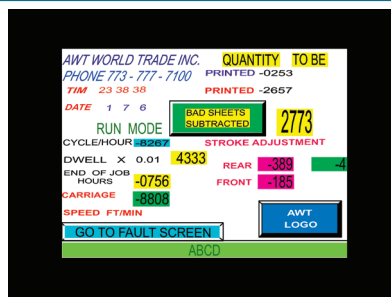 AWT WORLD TRADE INC. QUANTITY TO BE
PHONE 773 - 777 - 7100 PRINTED -0253
TIM 23 38 38 PRINTED -2657
DATE 1 7 6
BAD SHEETS
SUBTRACTED 2773
RUN MODE
CYCLE/HOUR -8267 STROKE ADJUSTMENT
DWELL X 0.01 4333
REAR -389 -4
END OF JOB
HOURS -0756 FRONT -185
CARRIAGE -8808
SPEED FT/MIN
AWT
LOGO
GO TO FAULT SCREEN
ABCD